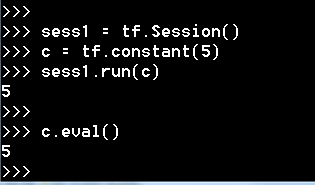 >>>
>>> sess1 = tf.Session()
>>> c = tf.constant(5)
>>> sess1.run(c)
5
>>>
>>> c.eval()
5
>>>